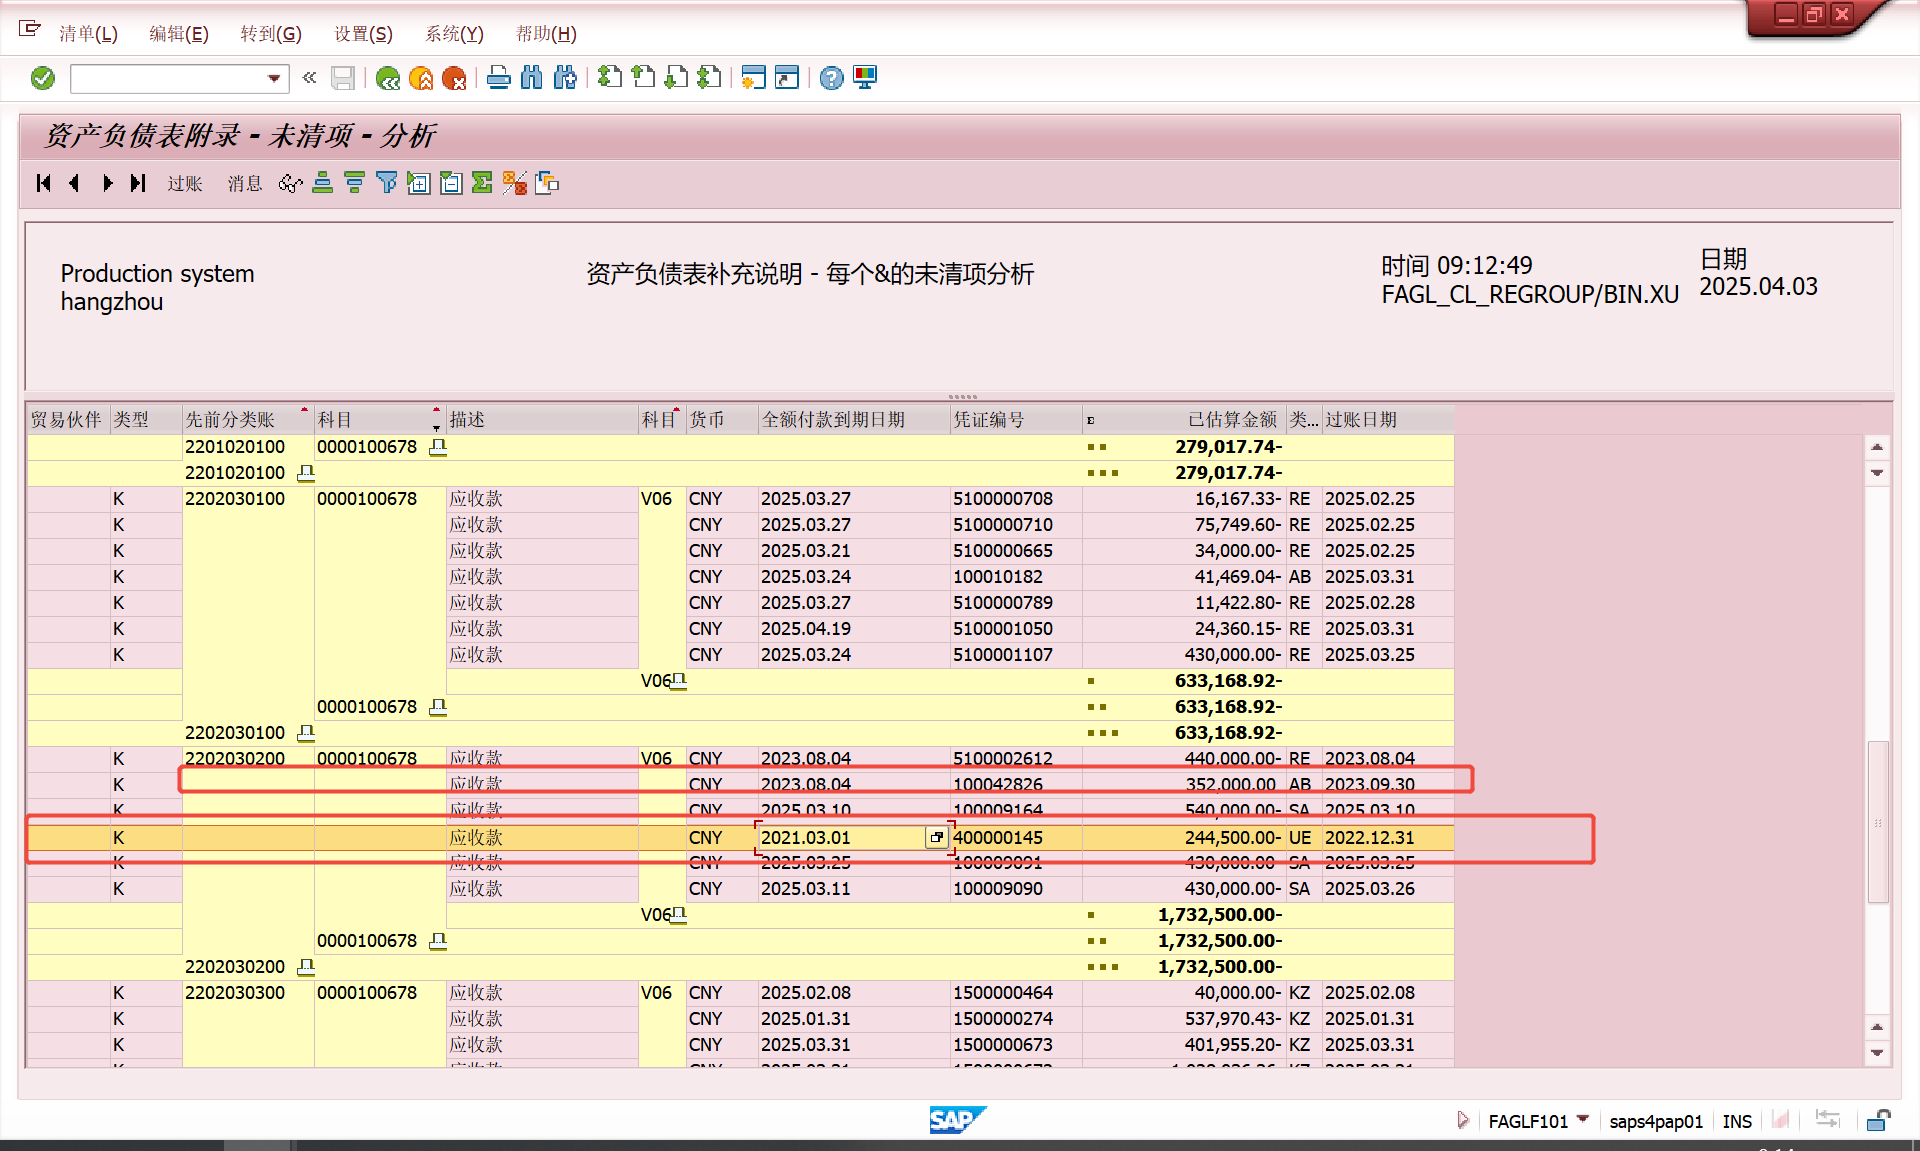 清单(L) 编辑(E) 转到(G) 设置(S) 系统(Y) 帮助(H)
资产负债表附录 - 未清项 - 分析
过账 消息
Production system
hangzhou
资产负债表补充说明 - 每个&的未清项分析
时间 09:12:49
FAGL_CL_REGROUP/BIN.XU
日期
2025.04.03
贸易伙伴 类型 先前分类账 科目 描述 科目 货币 全额付款到期日期 凭证编号 Σ 已估算金额 类... 过账日期
2201020100 0000100678 279,017.74-
2201020100 279,017.74-
K 2202030100 0000100678 应收款 V06 CNY 2025.03.27 5100000708 16,167.33- RE 2025.02.25
K 应收款 CNY 2025.03.27 5100000710 75,749.60- RE 2025.02.25
K 应收款 CNY 2025.03.21 5100000665 34,000.00- RE 2025.02.25
K 应收款 CNY 2025.03.24 100010182 41,469.04- AB 2025.03.31
K 应收款 CNY 2025.03.27 5100000789 11,422.80- RE 2025.02.28
K 应收款 CNY 2025.04.19 5100001050 24,360.15- RE 2025.03.31
K 应收款 CNY 2025.03.24 5100001107 430,000.00- RE 2025.03.25
V06 633,168.92-
0000100678 633,168.92-
2202030100 633,168.92-
K 2202030200 0000100678 应收款 V06 CNY 2023.08.04 5100002612 440,000.00- RE 2023.08.04
K 应收款 CNY 2023.08.04 100042826 352,000.00 AB 2023.09.30
K 应收款 CNY 2025.03.10 100009164 540,000.00- SA 2025.03.10
K 应收款 CNY 2021.03.01 400000145 244,500.00- UE 2022.12.31
K 应收款 CNY 2025.03.25 100009091 430,000.00- SA 2025.03.25
K 应收款 CNY 2025.03.11 100009090 430,000.00- SA 2025.03.26
V06 1,732,500.00-
0000100678 1,732,500.00-
2202030200 1,732,500.00-
K 2202030300 0000100678 应收款 V06 CNY 2025.02.08 1500000464 40,000.00- KZ 2025.02.08
K 应收款 CNY 2025.01.31 1500000274 537,970.43- KZ 2025.01.31
K 应收款 CNY 2025.03.31 1500000673 401,955.20- KZ 2025.03.31
SAP
FAGLF101 saps4pap01 INS